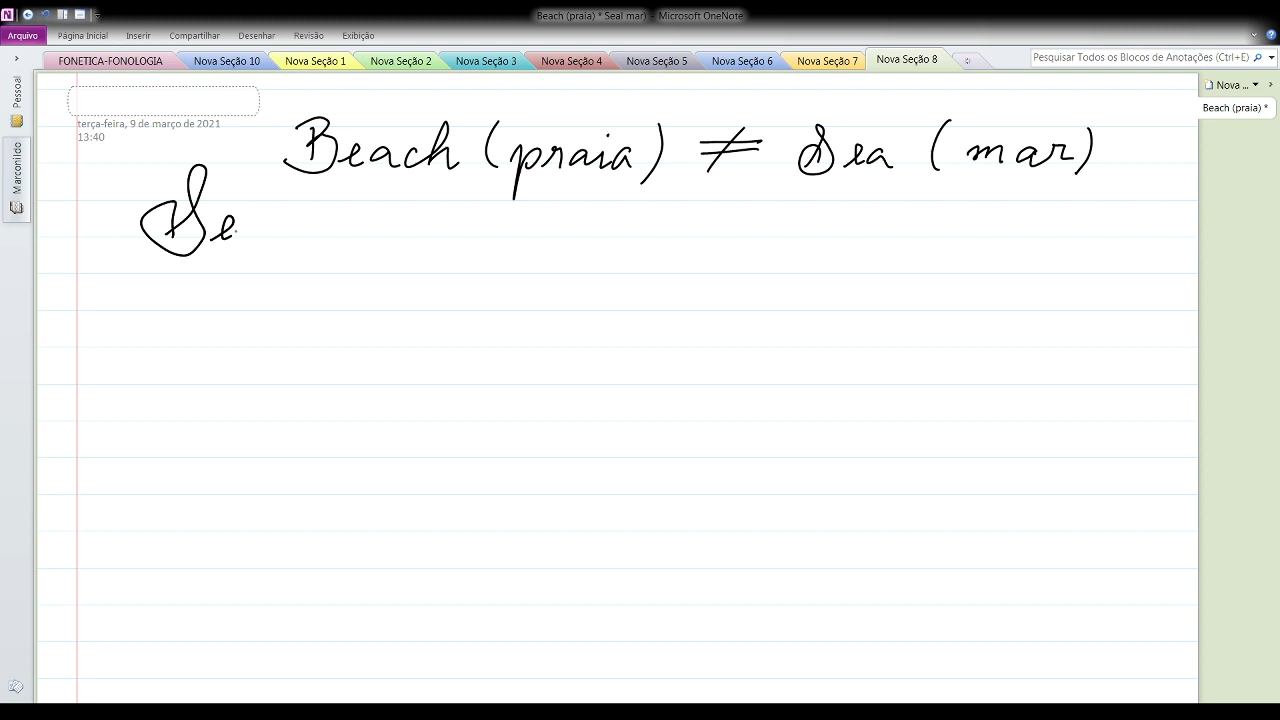 Beach (praia) * Seal mar) - Microsoft OneNote
Arquivo Página Inicial Inserir Compartilhar Desenhar Revisão Exibição
FONETICA-FONOLOGIA Nova Seção 10 Nova Seção 1 Nova Seção 2 Nova Seção 3 Nova Seção 4 Nova Seção 5 Nova Seção 6 Nova Seção 7 Nova Seção 8 Pesquisar Todos os Blocos de Anotações (Ctrl+E)
Pessoal
Marconildo
Nova ...
Beach (praia) *
terça-feira, 9 de março de 2021
13:40
Beach (praia) ≠ Sea (mar)
Se